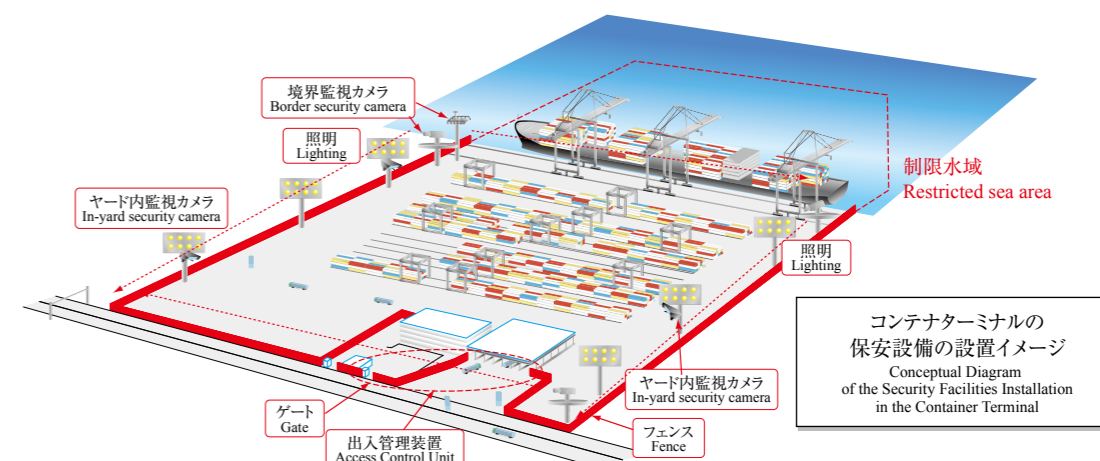 境界監視カメラ
Border security camera
照明
Lighting
ヤード内監視カメラ
In-yard security camera
制限水域
Restricted sea area
照明
Lighting
コンテナターミナルの
保安設備の設置イメージ
Conceptual Diagram
of the Security Facilities Installation
in the Container Terminal
ヤード内監視カメラ
In-yard security camera
ゲート
Gate
フェンス
Fence
出入管理装置
Access Control Unit